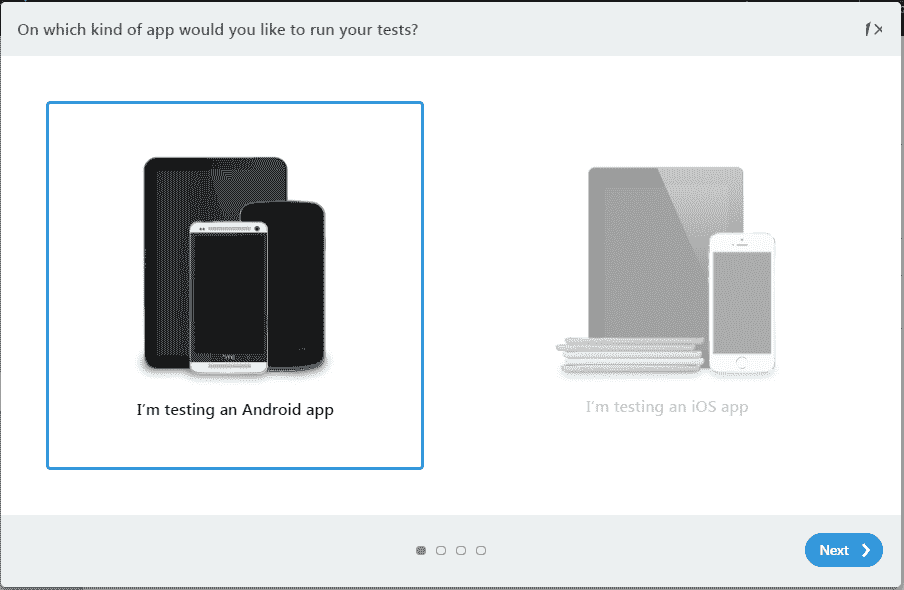 On which kind of app would you like to run your tests?
I'm testing an Android app
I'm testing an iOS app
Next